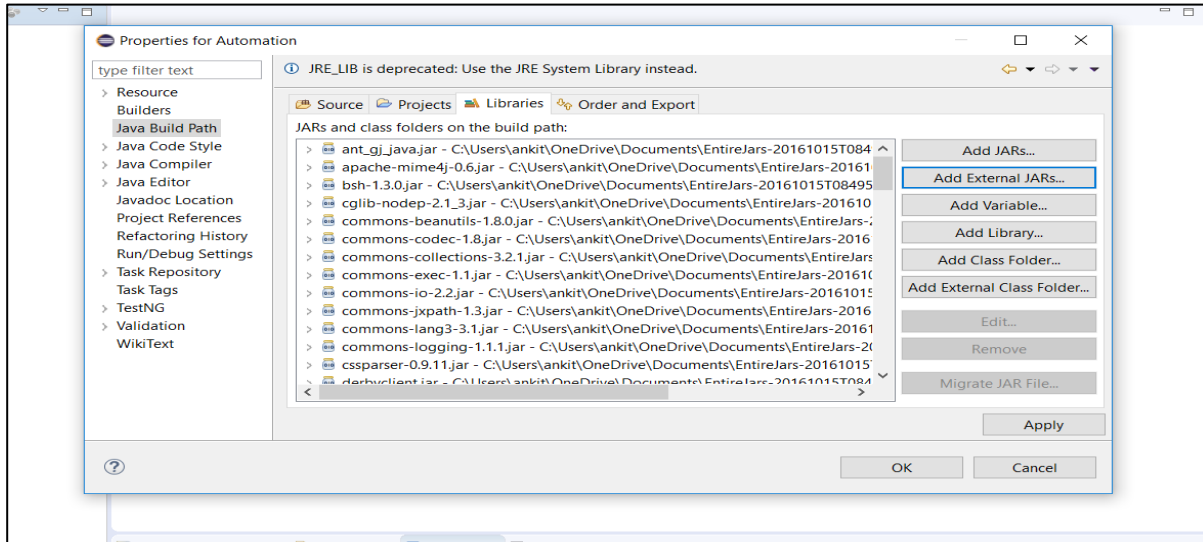 Properties for Automation
type filter text
JRE_LIB is deprecated: Use the JRE System Library instead.
Resource
Builders
Java Build Path
Java Code Style
Java Compiler
Java Editor
Javadoc Location
Project References
Refactoring History
Run/Debug Settings
Task Repository
Task Tags
TestNG
Validation
WikiText
Source Projects Libraries Order and Export
JARs and class folders on the build path:
ant_gj_java.jar - C:\Users\ankit\OneDrive\Documents\EntireJars-20161015T084
apache-mime4j-0.6.jar - C:\Users\ankit\OneDrive\Documents\EntireJars-20161
bsh-1.3.0.jar - C:\Users\ankit\OneDrive\Documents\EntireJars-20161015T08495
cglib-nodep-2.1_3.jar - C:\Users\ankit\OneDrive\Documents\EntireJars-201610
commons-beanutils-1.8.0.jar - C:\Users\ankit\OneDrive\Documents\EntireJars-2
commons-codec-1.8.jar - C:\Users\ankit\OneDrive\Documents\EntireJars-2016
commons-collections-3.2.1.jar - C:\Users\ankit\OneDrive\Documents\EntireJars
commons-exec-1.1.jar - C:\Users\ankit\OneDrive\Documents\EntireJars-201610
commons-io-2.2.jar - C:\Users\ankit\OneDrive\Documents\EntireJars-20161015
commons-jxpath-1.3.jar - C:\Users\ankit\OneDrive\Documents\EntireJars-2016
commons-lang3-3.1.jar - C:\Users\ankit\OneDrive\Documents\EntireJars-20161
commons-logging-1.1.1.jar - C:\Users\ankit\OneDrive\Documents\EntireJars-20
cssparser-0.9.11.jar - C:\Users\ankit\OneDrive\Documents\EntireJars-20161015
derbyclient.jar - C:\Users\ankit\OneDrive\Documents\EntireJars-20161015T084
Add JARs...
Add External JARs...
Add Variable...
Add Library...
Add Class Folder...
Add External Class Folder...
Edit...
Remove
Migrate JAR File...
Apply
OK
Cancel